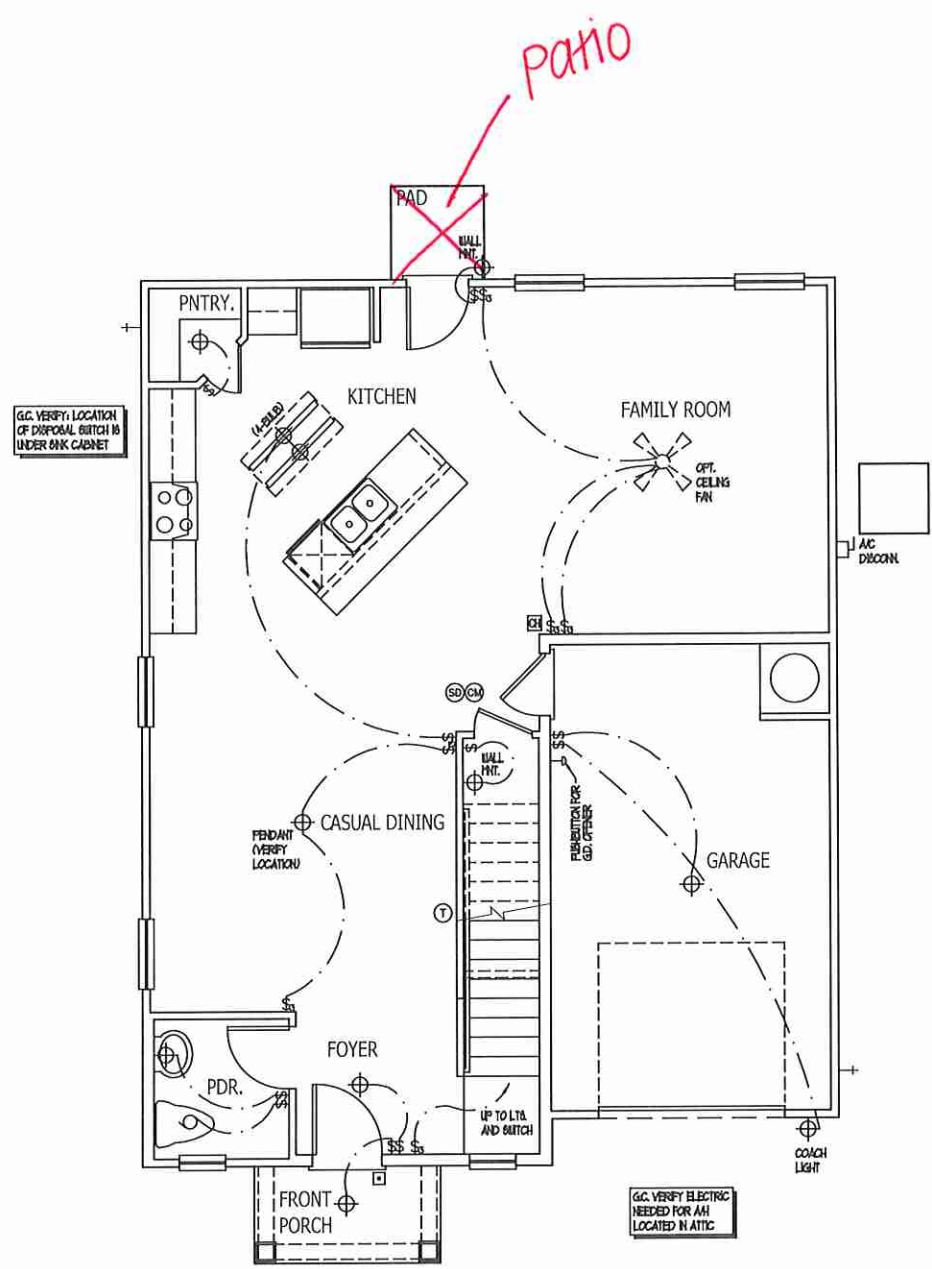 patio
PAD
WALL
MNT.
PNTRY.
KITCHEN
FAMILY ROOM
(4-BULB)
G.C. VERIFY: LOCATION
OF DISPOSAL SWITCH IS
UNDER SINK CABINET
OPT.
CEILING
FAN
A/C
DISCONN.
CH
SD CM
WALL
MNT.
PUSHBUTTON FOR
G.D. OPENER
CASUAL DINING
PENDANT
(VERIFY
LOCATION)
GARAGE
T
FOYER
PDR.
UP TO LTS.
AND SWITCH
COACH
LIGHT
FRONT
PORCH
G.C. VERIFY ELECTRIC
NEEDED FOR AH
LOCATED IN ATTIC